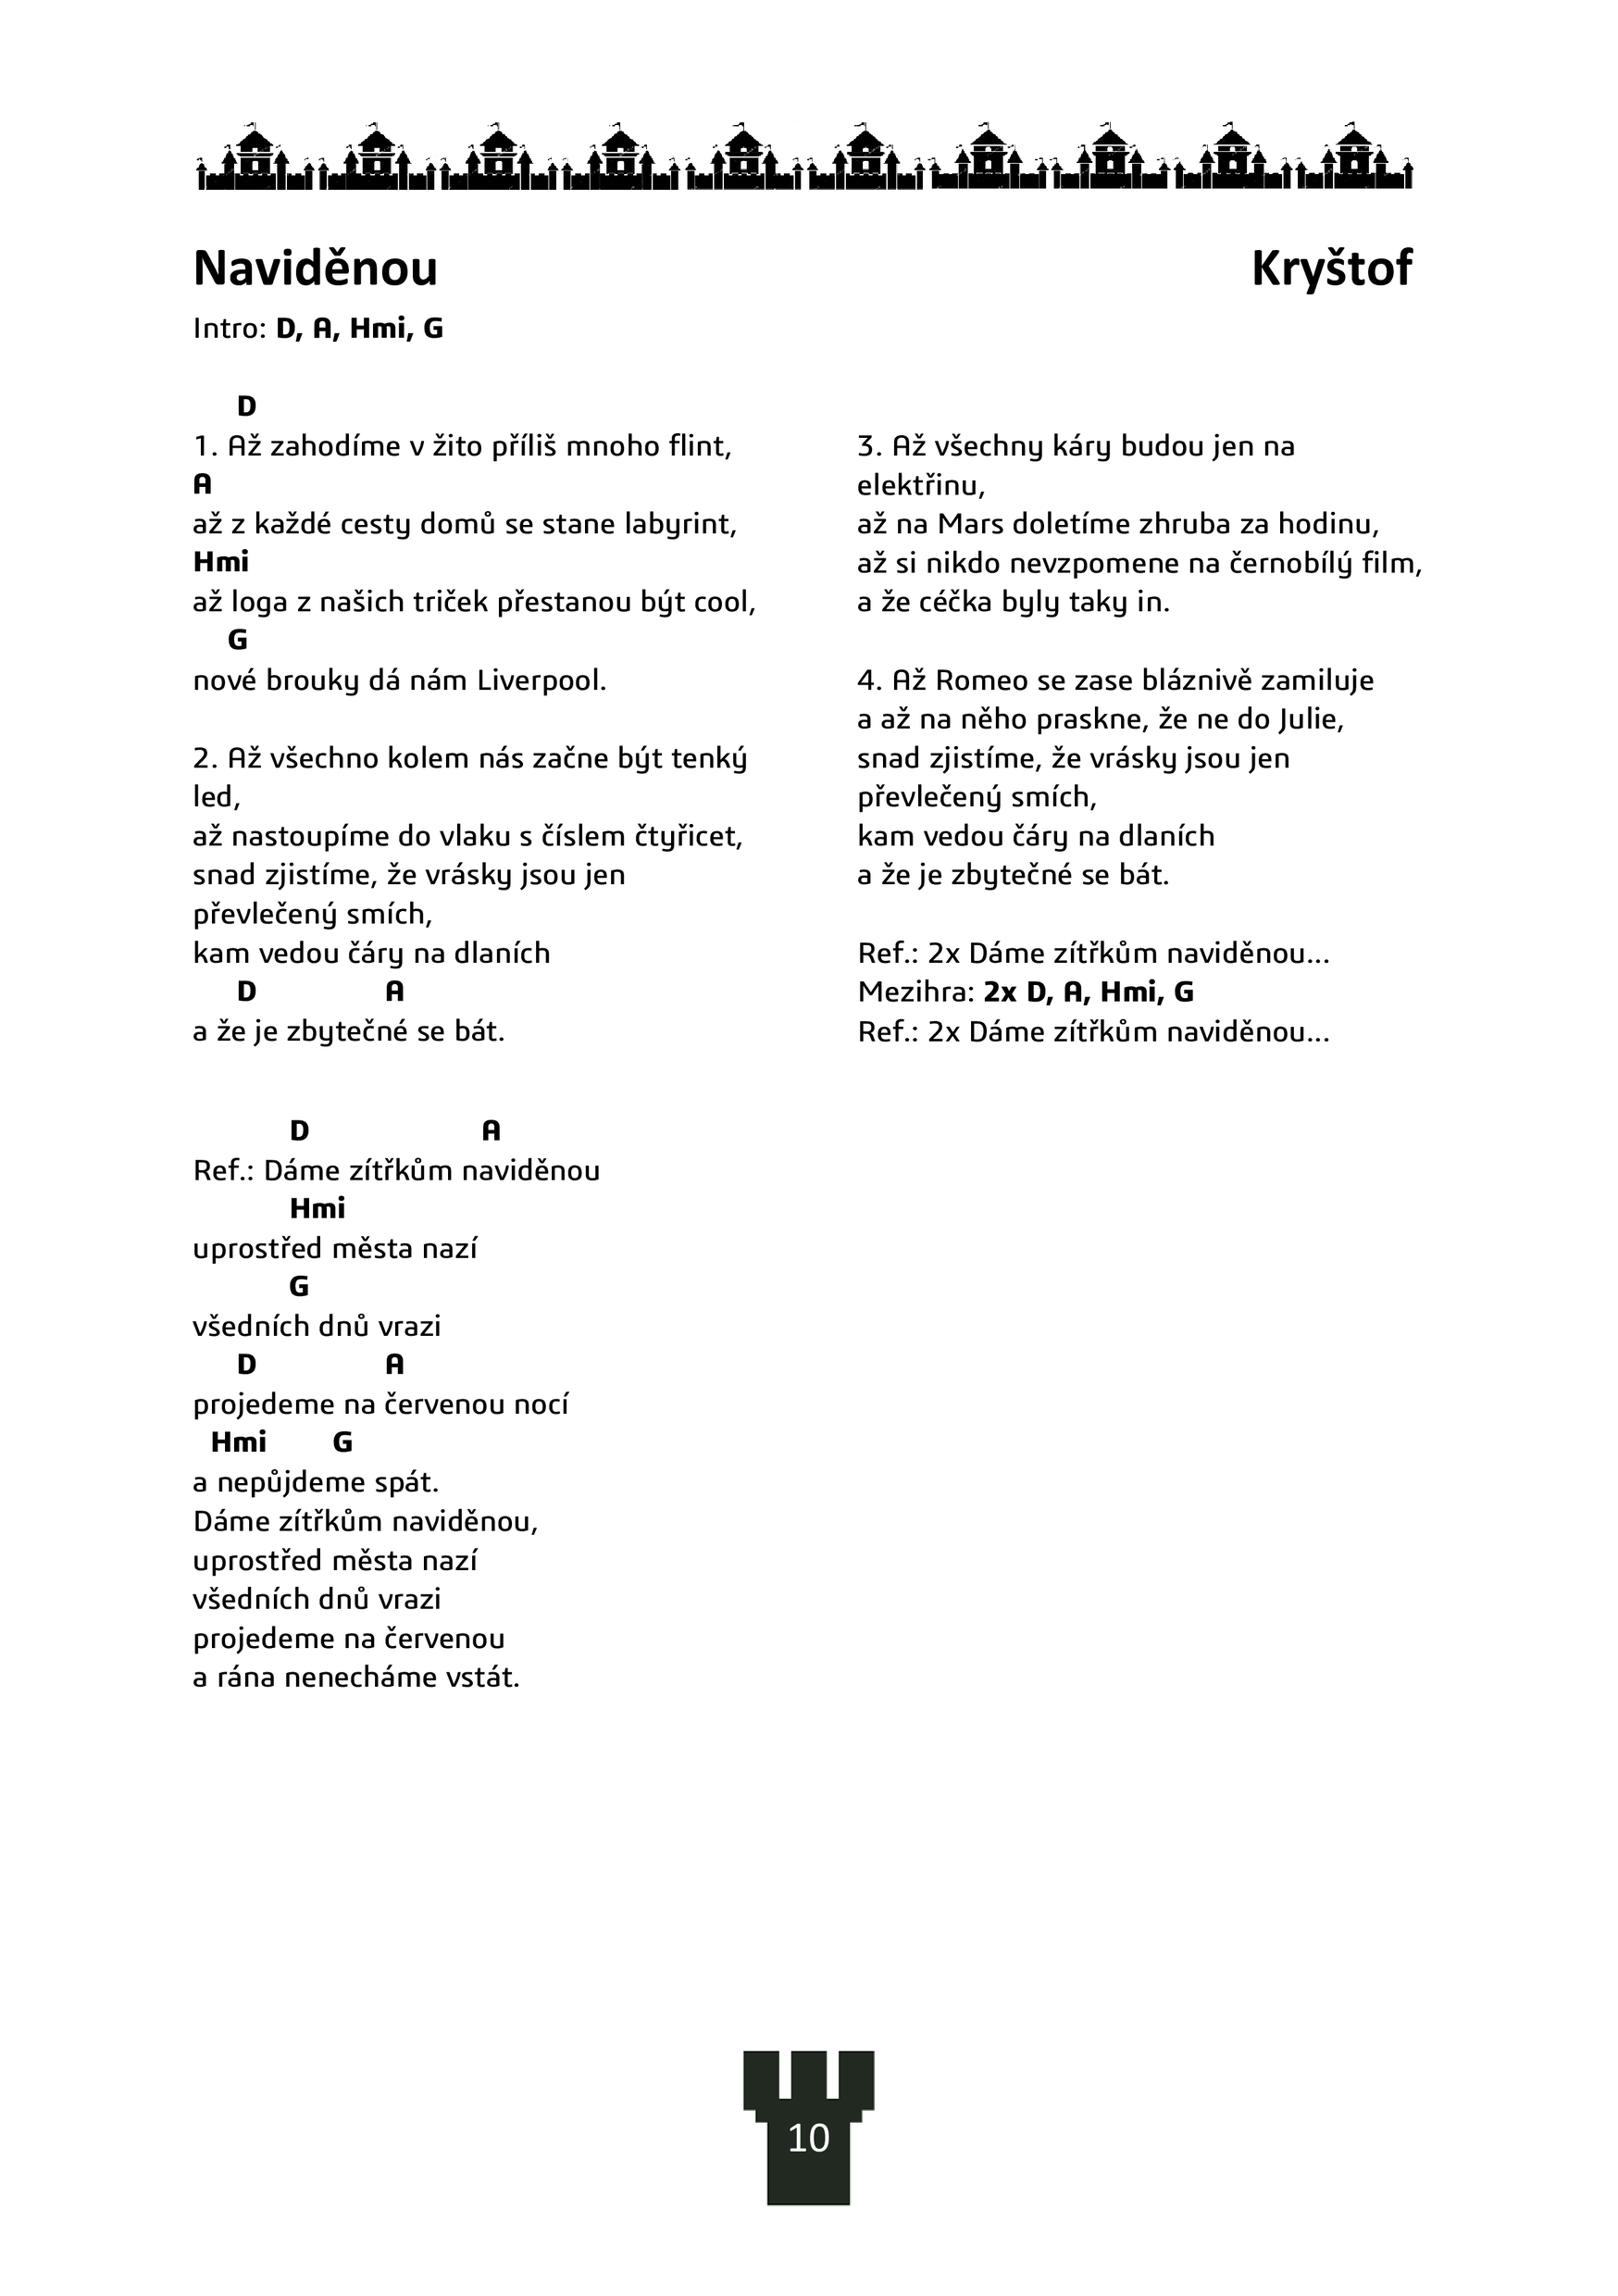 Naviděnou
Kryštof
Intro: D, A, Hmi, G
D
1. Až zahodíme v žito příliš mnoho flint,
A
až z každé cesty domů se stane labyrint,
Hmi
až loga z našich triček přestanou být cool,
G
nové brouky dá nám Liverpool.
2. Až všechno kolem nás začne být tenký
led,
až nastoupíme do vlaku s číslem čtyřicet,
snad zjistíme, že vrásky jsou jen
převlečený smích,
kam vedou čáry na dlaních
D A
a že je zbytečné se bát.
D A
Ref.: Dáme zítřkům naviděnou
Hmi
uprostřed města nazí
G
všedních dnů vrazi
D A
projedeme na červenou nocí
Hmi G
a nepůjdeme spát.
Dáme zítřkům naviděnou,
uprostřed města nazí
všedních dnů vrazi
projedeme na červenou
a rána nenecháme vstát.
3. Až všechny káry budou jen na
elektřinu,
až na Mars doletíme zhruba za hodinu,
až si nikdo nevzpomene na černobílý film,
a že céčka byly taky in.
4. Až Romeo se zase bláznivě zamiluje
a až na něho praskne, že ne do Julie,
snad zjistíme, že vrásky jsou jen
převlečený smích,
kam vedou čáry na dlaních
a že je zbytečné se bát.
Ref.: 2x Dáme zítřkům naviděnou...
Mezihra: 2x D, A, Hmi, G
Ref.: 2x Dáme zítřkům naviděnou...
10